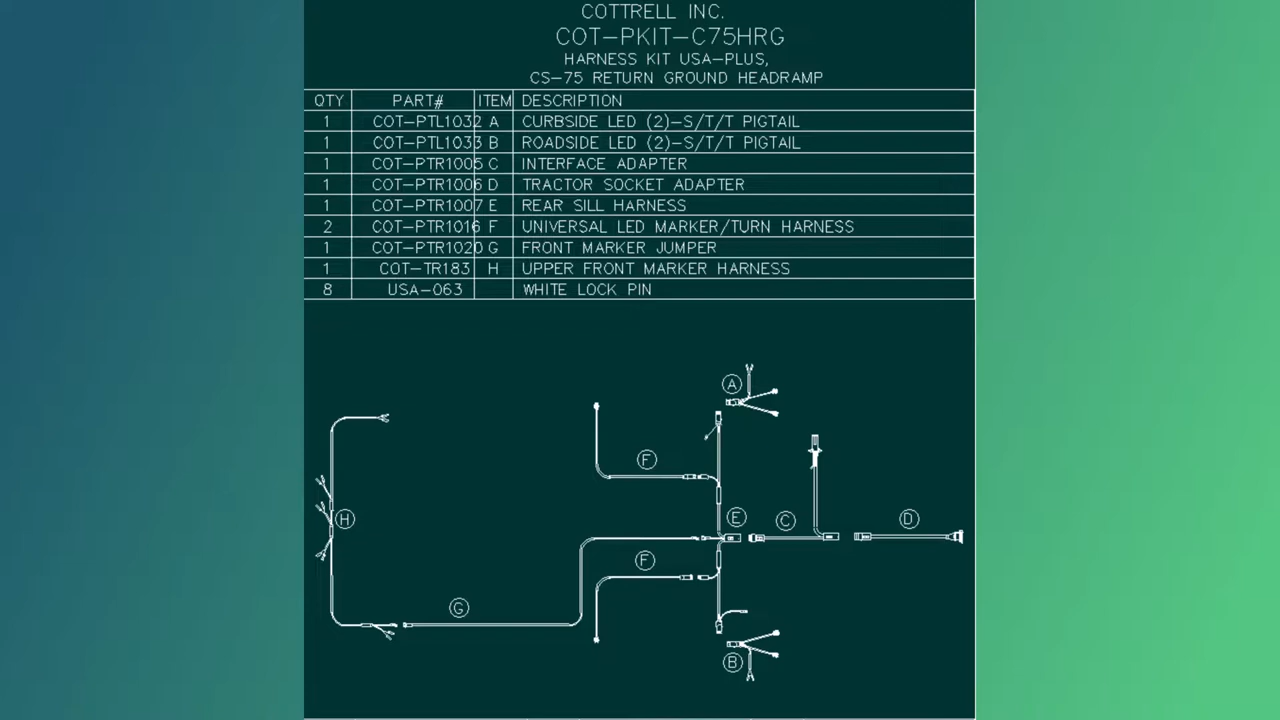 COTTRELL INC.
COT-PKIT-C75HRG
HARNESS KIT USA-PLUS,
CS-75 RETURN GROUND HEADRAMP
QTY PART# ITEM DESCRIPTION
1 COT-PTL1032 A CURBSIDE LED (2)-S/T/T PIGTAIL
1 COT-PTL1033 B ROADSIDE LED (2)-S/T/T PIGTAIL
1 COT-PTR1005 C INTERFACE ADAPTER
1 COT-PTR1006 D TRACTOR SOCKET ADAPTER
1 COT-PTR1007 E REAR SILL HARNESS
2 COT-PTR1016 F UNIVERSAL LED MARKER/TURN HARNESS
1 COT-PTR1020 G FRONT MARKER JUMPER
1 COT-TR183 H UPPER FRONT MARKER HARNESS
8 USA-063 WHITE LOCK PIN
A
F
H
E
C
D
F
G
B